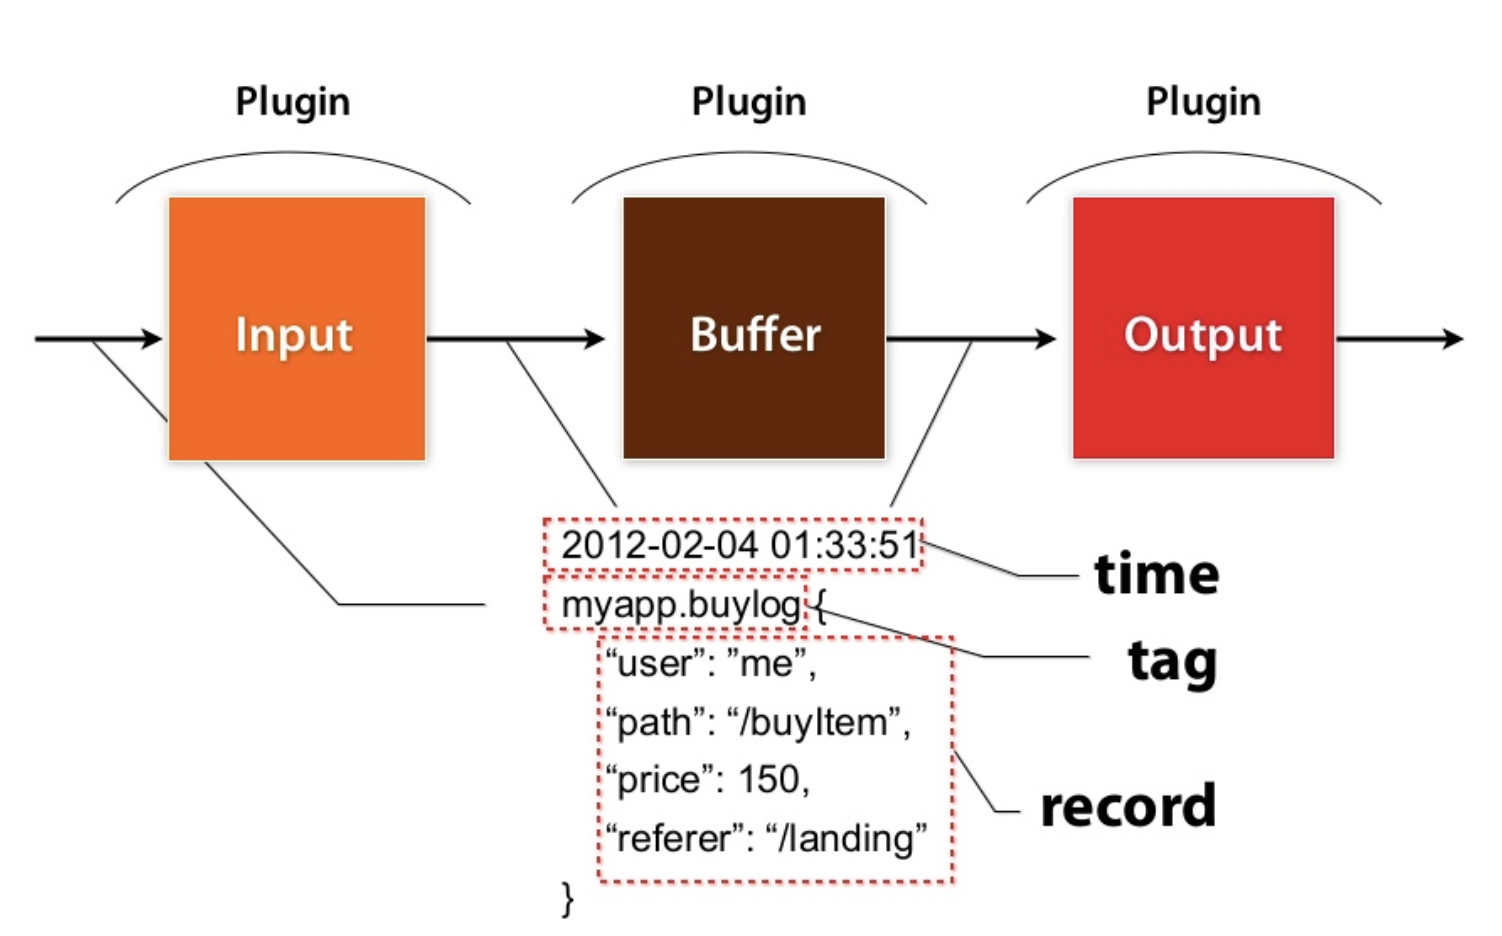 Plugin Plugin Plugin
Input Buffer Output
2012-02-04 01:33:51
time
myapp.buylog {
tag
“user”: ”me”,
“path”: “/buyItem”,
“price”: 150,
record
“referer”: “/landing”
}